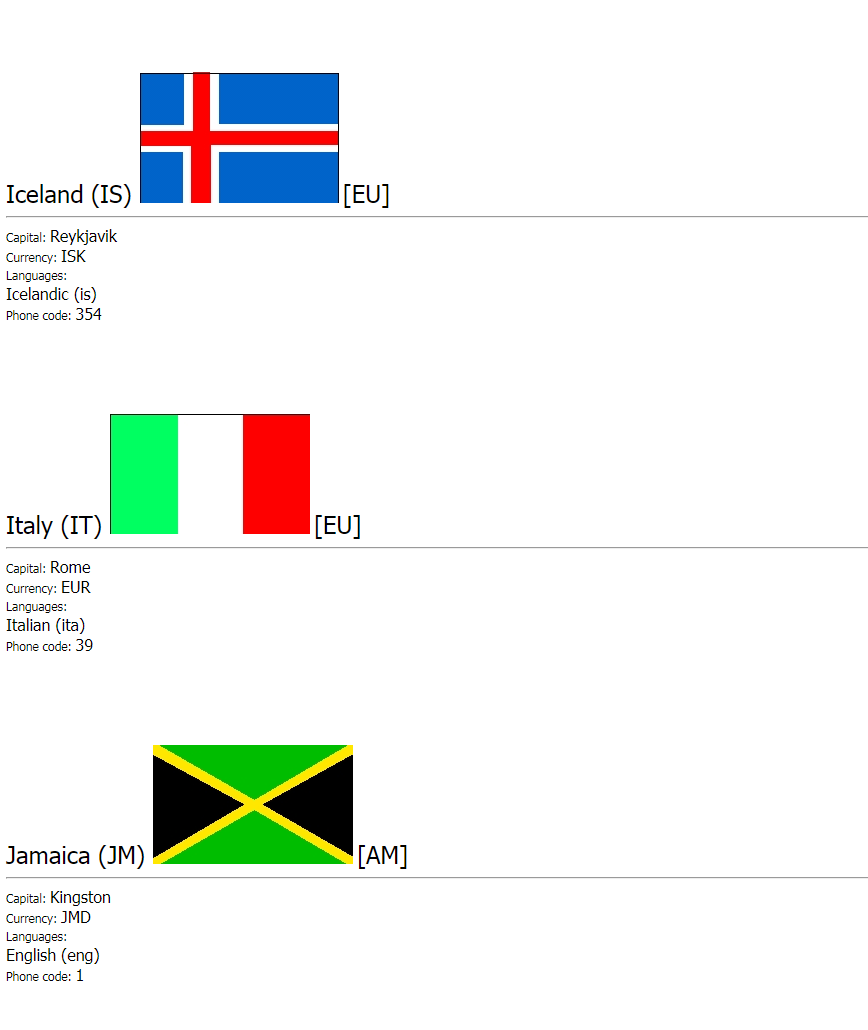 Iceland (IS) [EU]
Capital: Reykjavik
Currency: ISK
Languages:
Icelandic (is)
Phone code: 354
Italy (IT) [EU]
Capital: Rome
Currency: EUR
Languages:
Italian (ita)
Phone code: 39
Jamaica (JM) [AM]
Capital: Kingston
Currency: JMD
Languages:
English (eng)
Phone code: 1